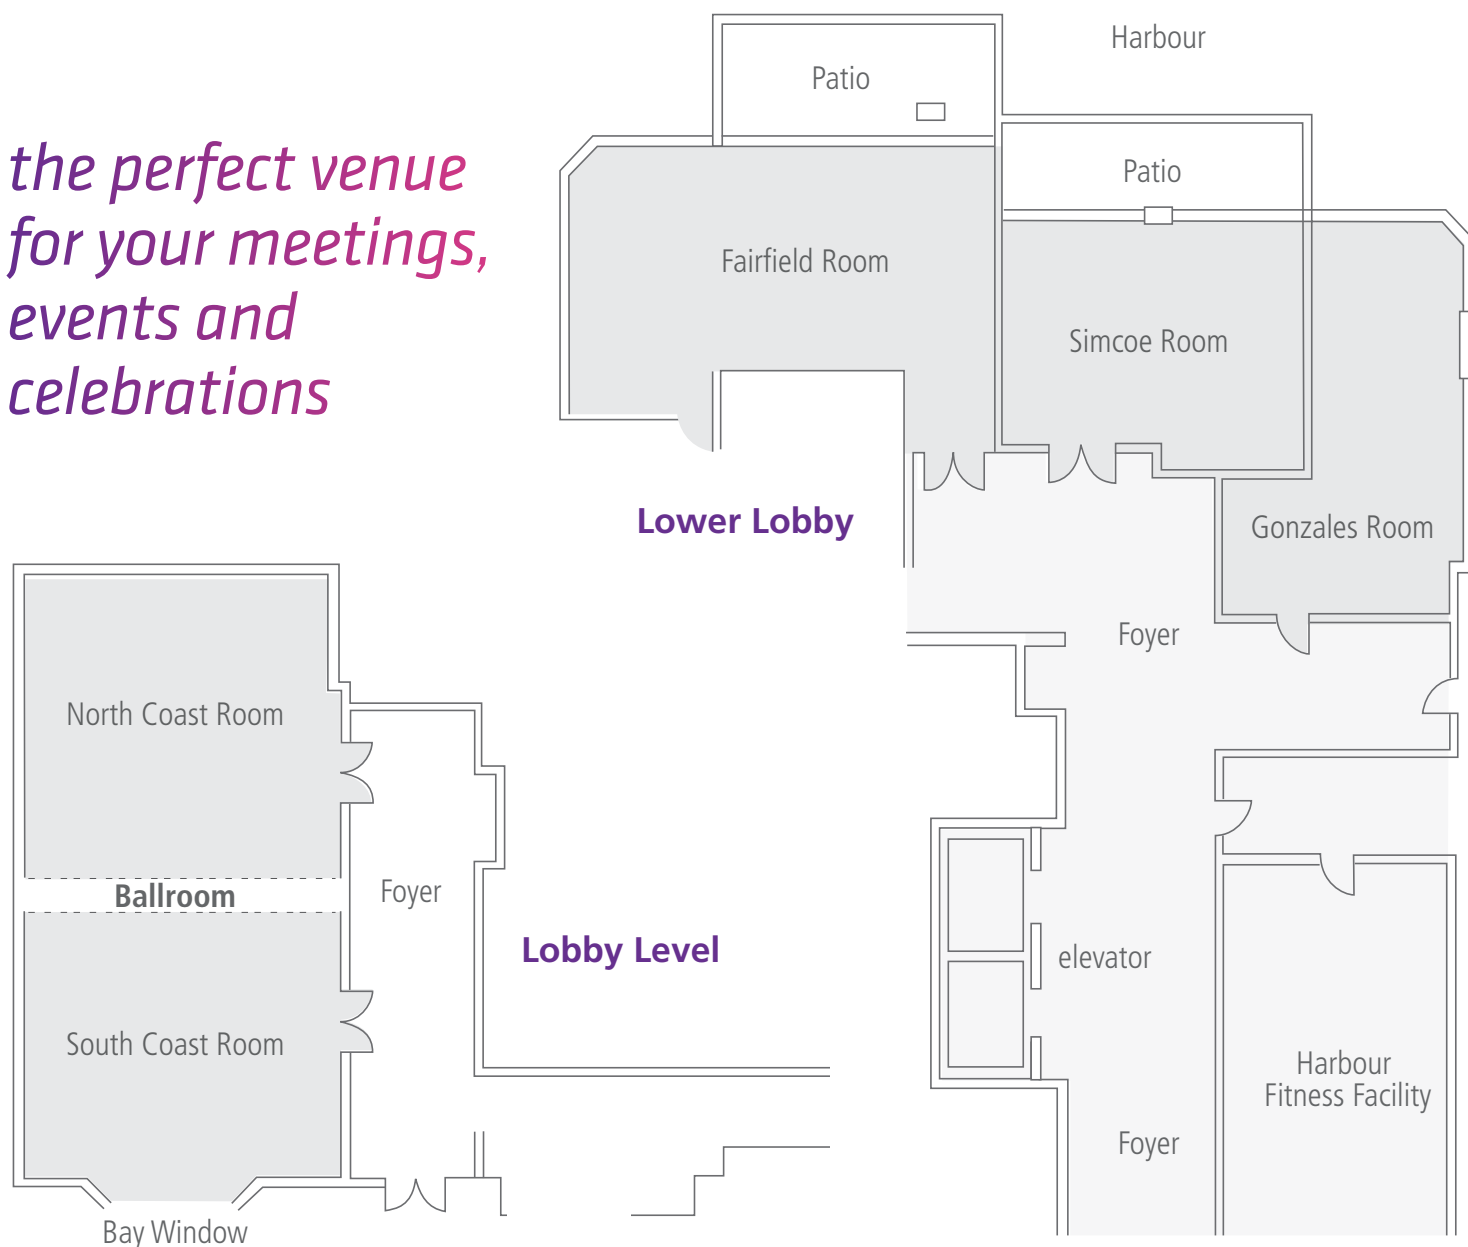 the perfect venue
for your meetings,
events and
celebrations
Harbour
Patio
Patio
Fairfield Room
Simcoe Room
Gonzales Room
Lower Lobby
Foyer
North Coast Room
Ballroom
Foyer
Lobby Level
elevator
South Coast Room
Harbour
Fitness Facility
Foyer
Bay Window